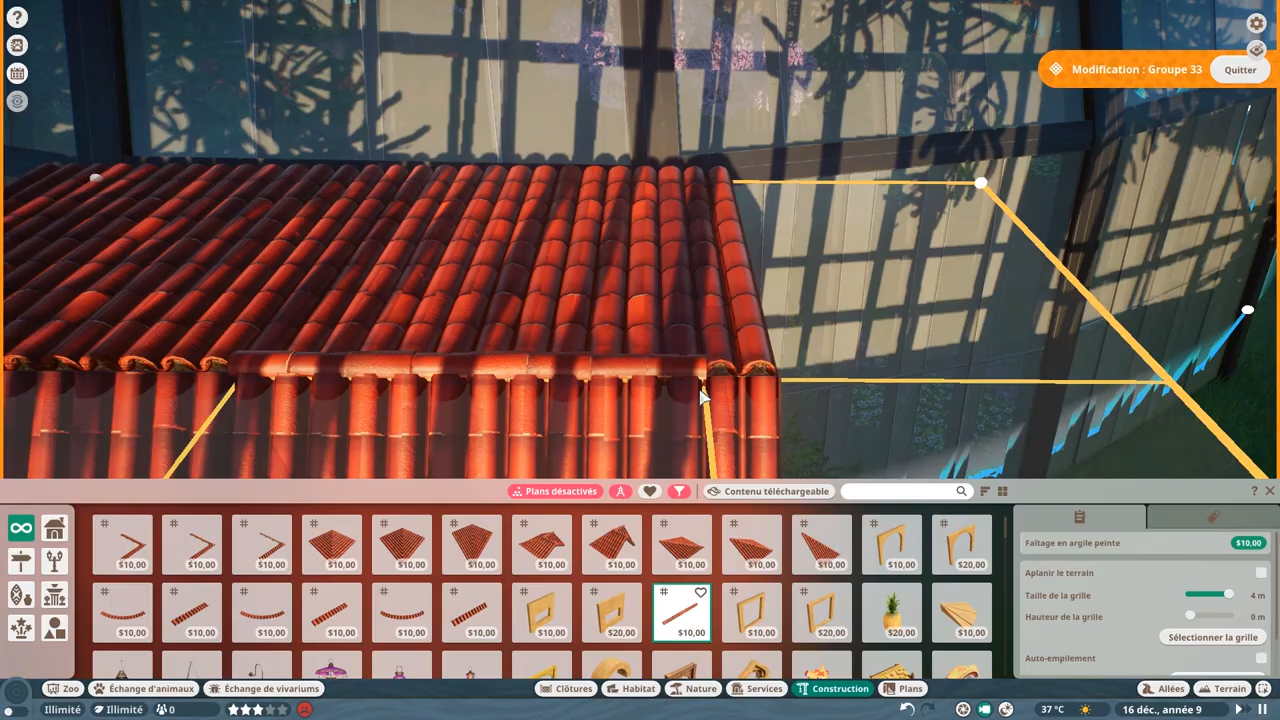 ?
Modification : Groupe 33
Quitter
Plans désactivés
Contenu téléchargeable
?
$10,00 $10,00 $10,00 $10,00 $10,00 $10,00 $10,00 $10,00 $10,00 $10,00 $10,00 $10,00 $20,00
$10,00 $10,00 $10,00 $10,00 $10,00 $10,00 $10,00 $20,00 $10,00 $10,00 $20,00 $20,00 $10,00
Faîtage en argile peinte
$10,00
Aplanir le terrain
Taille de la grille
4 m
Hauteur de la grille
0 m
Sélectionner la grille
Auto-empilement
Zoo
Échange d'animaux
Échange de vivariums
Clôtures
Habitat
Nature
Services
Construction
Plans
Allées
Terrain
Illimité
Illimité
0
37 °C
16 déc., année 9